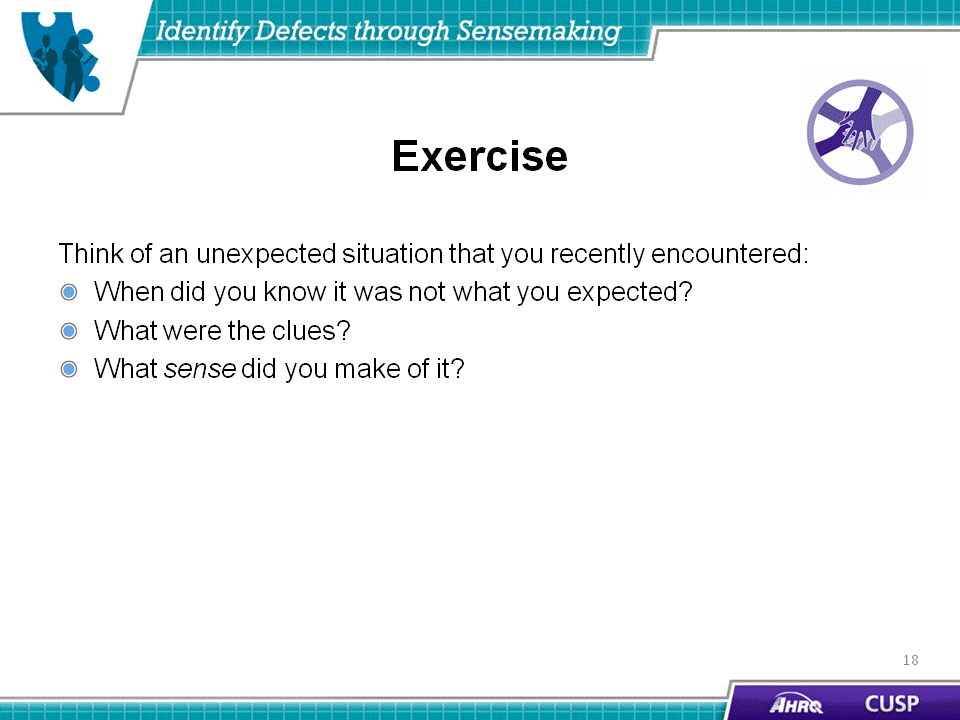 Identify Defects through Sensemaking
Exercise
Think of an unexpected situation that you recently encountered:
When did you know it was not what you expected?
What were the clues?
What sense did you make of it?
18
AHRQ CUSP